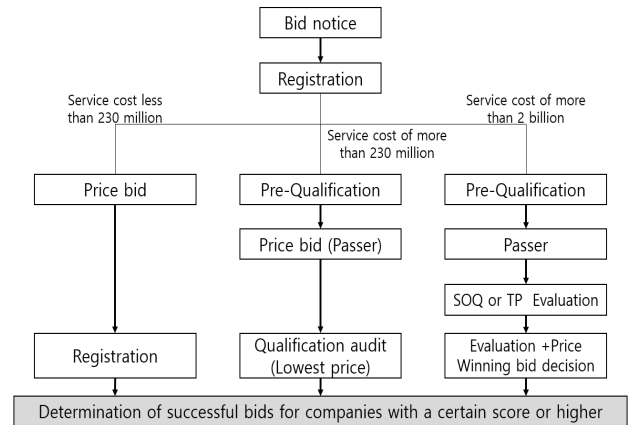 Bid notice
Registration
Service cost less
than 230 million
Service cost of more
than 230 million
Service cost of more
than 2 billion
Price bid
Pre-Qualification
Pre-Qualification
Price bid (Passer)
Passer
SOQ or TP Evaluation
Registration
Qualification audit
(Lowest price)
Evaluation +Price
Winning bid decision
Determination of successful bids for companies with a certain score or higher